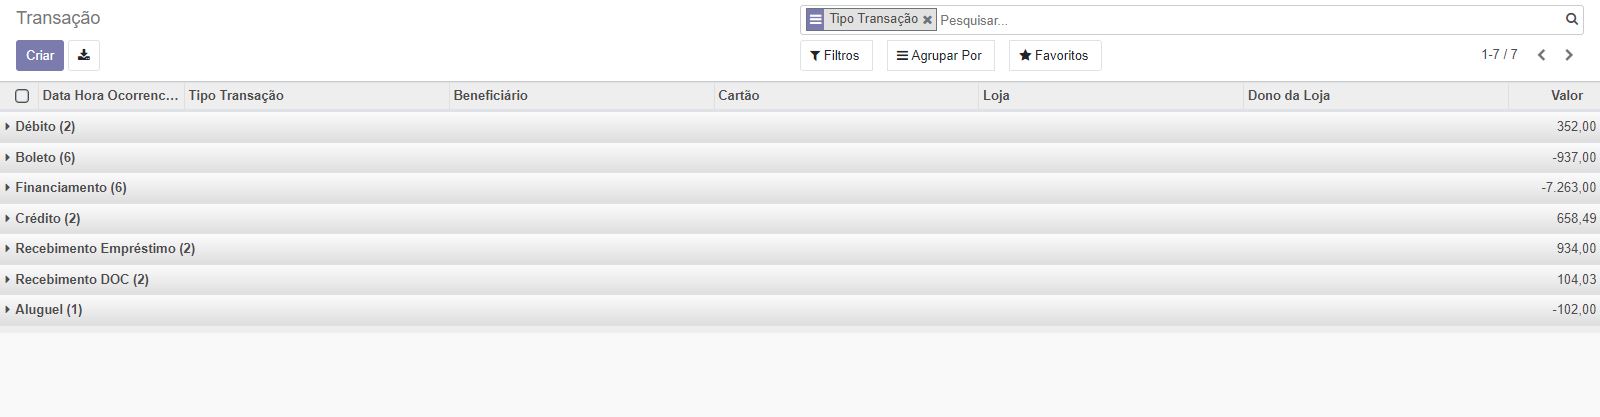 Transação
Tipo Transação Pesquisar...
Criar
Filtros Agrupar Por Favoritos 1-7 / 7
Data Hora Ocorrenc... Tipo Transação Beneficiário Cartão Loja Dono da Loja Valor
Débito (2) 352,00
Boleto (6) -937,00
Financiamento (6) -7.263,00
Crédito (2) 658,49
Recebimento Empréstimo (2) 934,00
Recebimento DOC (2) 104,03
Aluguel (1) -102,00